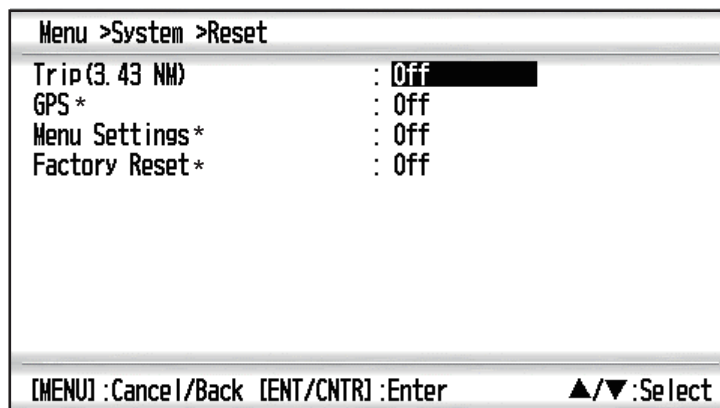 Menu >System >Reset
Trip(3.43 NM) : Off
GPS* : Off
Menu Settings* : Off
Factory Reset* : Off
[MENU]:Cancel/Back [ENT/CNTR]:Enter ▲/▼:Select